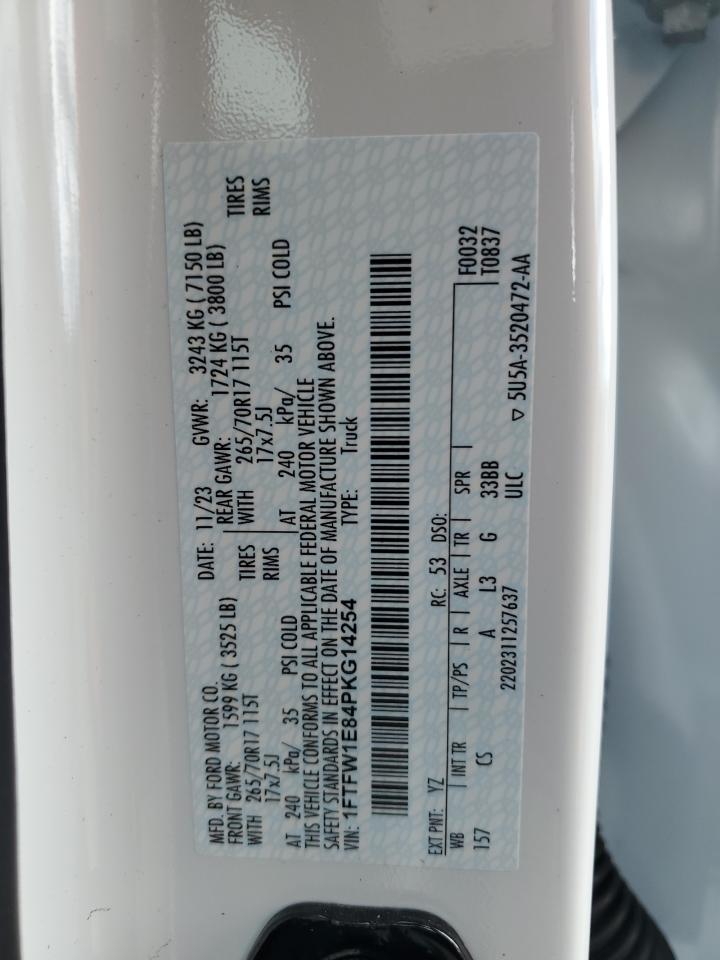 MFD. BY FORD MOTOR CO.
DATE: 11/23 GVWR: 3243 KG ( 7150 LB)
FRONT GAWR: 1599 KG ( 3525 LB) REAR GAWR: 1724 KG ( 3800 LB)
WITH 265/70R17 115T TIRES WITH 265/70R17 115T TIRES
17x7.5J RIMS 17x7.5J RIMS
AT 240 kPa/ 35 PSI COLD AT 240 kPa/ 35 PSI COLD
THIS VEHICLE CONFORMS TO ALL APPLICABLE FEDERAL MOTOR VEHICLE
SAFETY STANDARDS IN EFFECT ON THE DATE OF MANUFACTURE SHOWN ABOVE.
VIN: 1FTFW1E84PKG14254 TYPE: Truck
EXT PNT: YZ RC: 53 DSO: F0032
WB INT TR TP/PS R AXLE TR SPR T0837
157 CS A L3 G 33BB
2202311257637 ULC ▽ 5U5A-3520472-AA